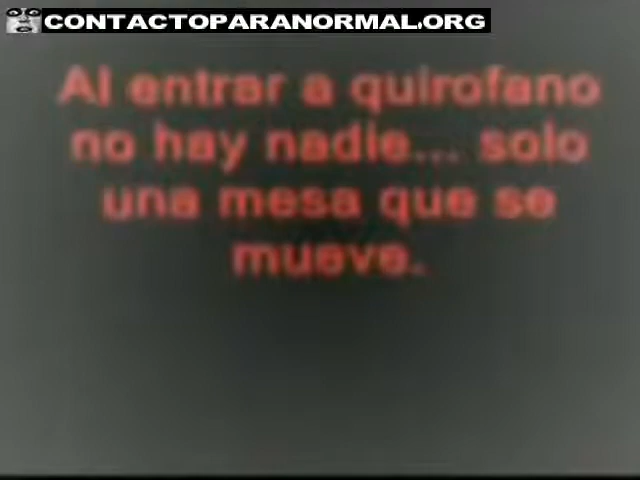 CONTACTOPARANORMAL.ORG
Al entrar a quirofano
no hay nadie... solo
una mesa que se
mueve.